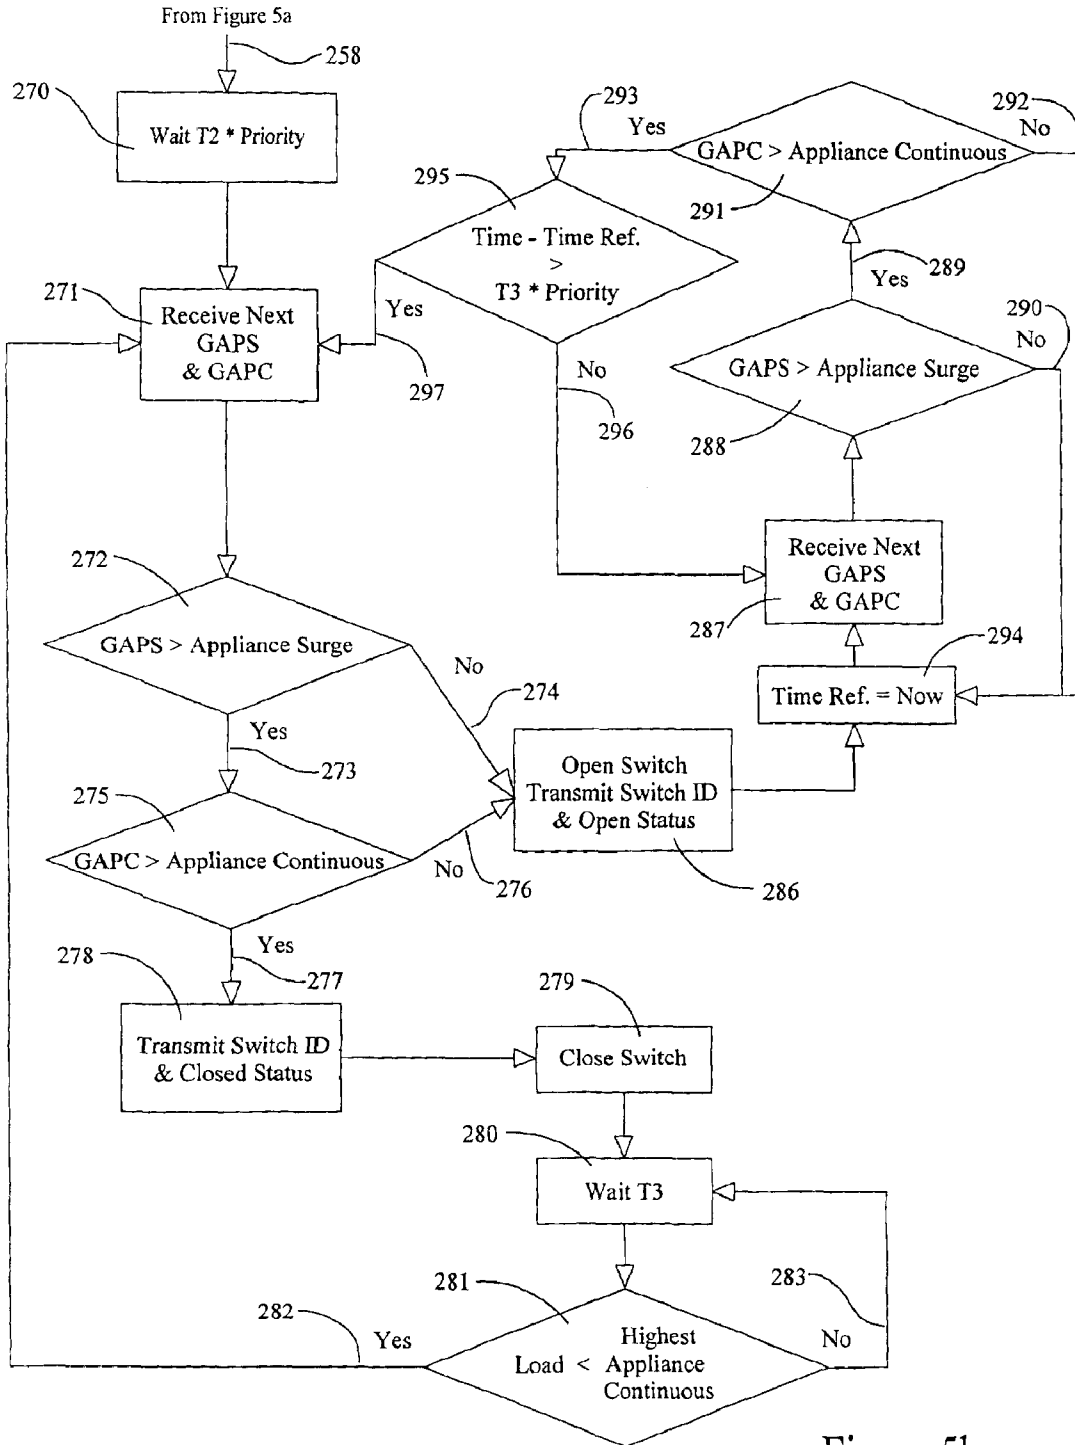 From Figure 5a
258
270
Wait T2 * Priority
271
Receive Next
GAPS
& GAPC
272
GAPS > Appliance Surge
No
274
Yes
273
275
GAPC > Appliance Continuous
No
276
Yes
277
278
Transmit Switch ID
& Closed Status
279
Close Switch
280
Wait T3
281
Highest
Load < Appliance
Continuous
Yes
282
No
283
Open Switch
Transmit Switch ID
& Open Status
286
294
Time Ref. = Now
Receive Next
GAPS
& GAPC
287
GAPS > Appliance Surge
288
Yes
289
No
290
GAPC > Appliance Continuous
291
No
292
Yes
293
295
Time - Time Ref.
>
T3 * Priority
Yes
297
No
296